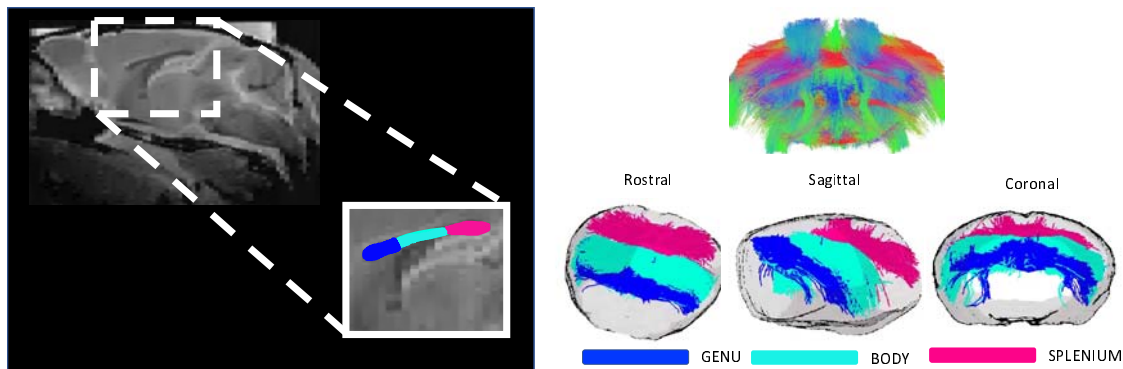 Rostral
Sagittal
Coronal
GENU
BODY
SPLENIUM